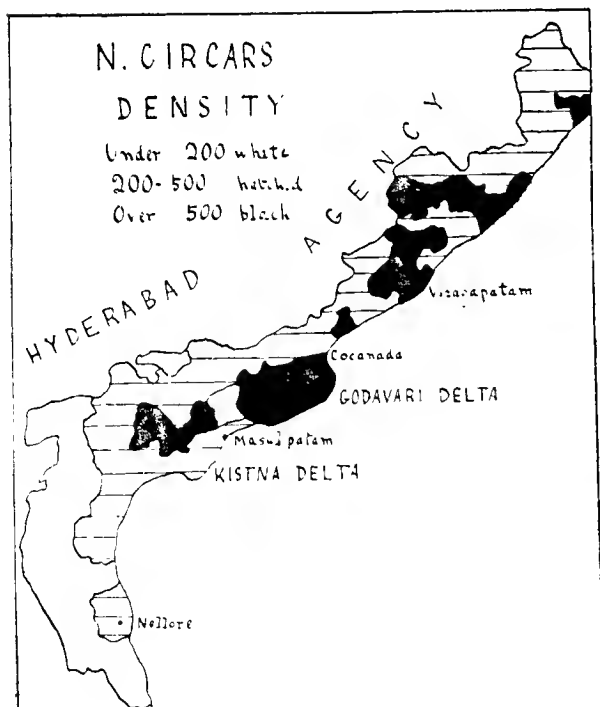 N. CIRCARS
DENSITY
Under 200 white
200-500 hatched
Over 500 black
AGENCY
HYDERABAD
Vizagapatam
Cocanada
GODAVARI DELTA
Masulipatam
KISTNA DELTA
Nellore